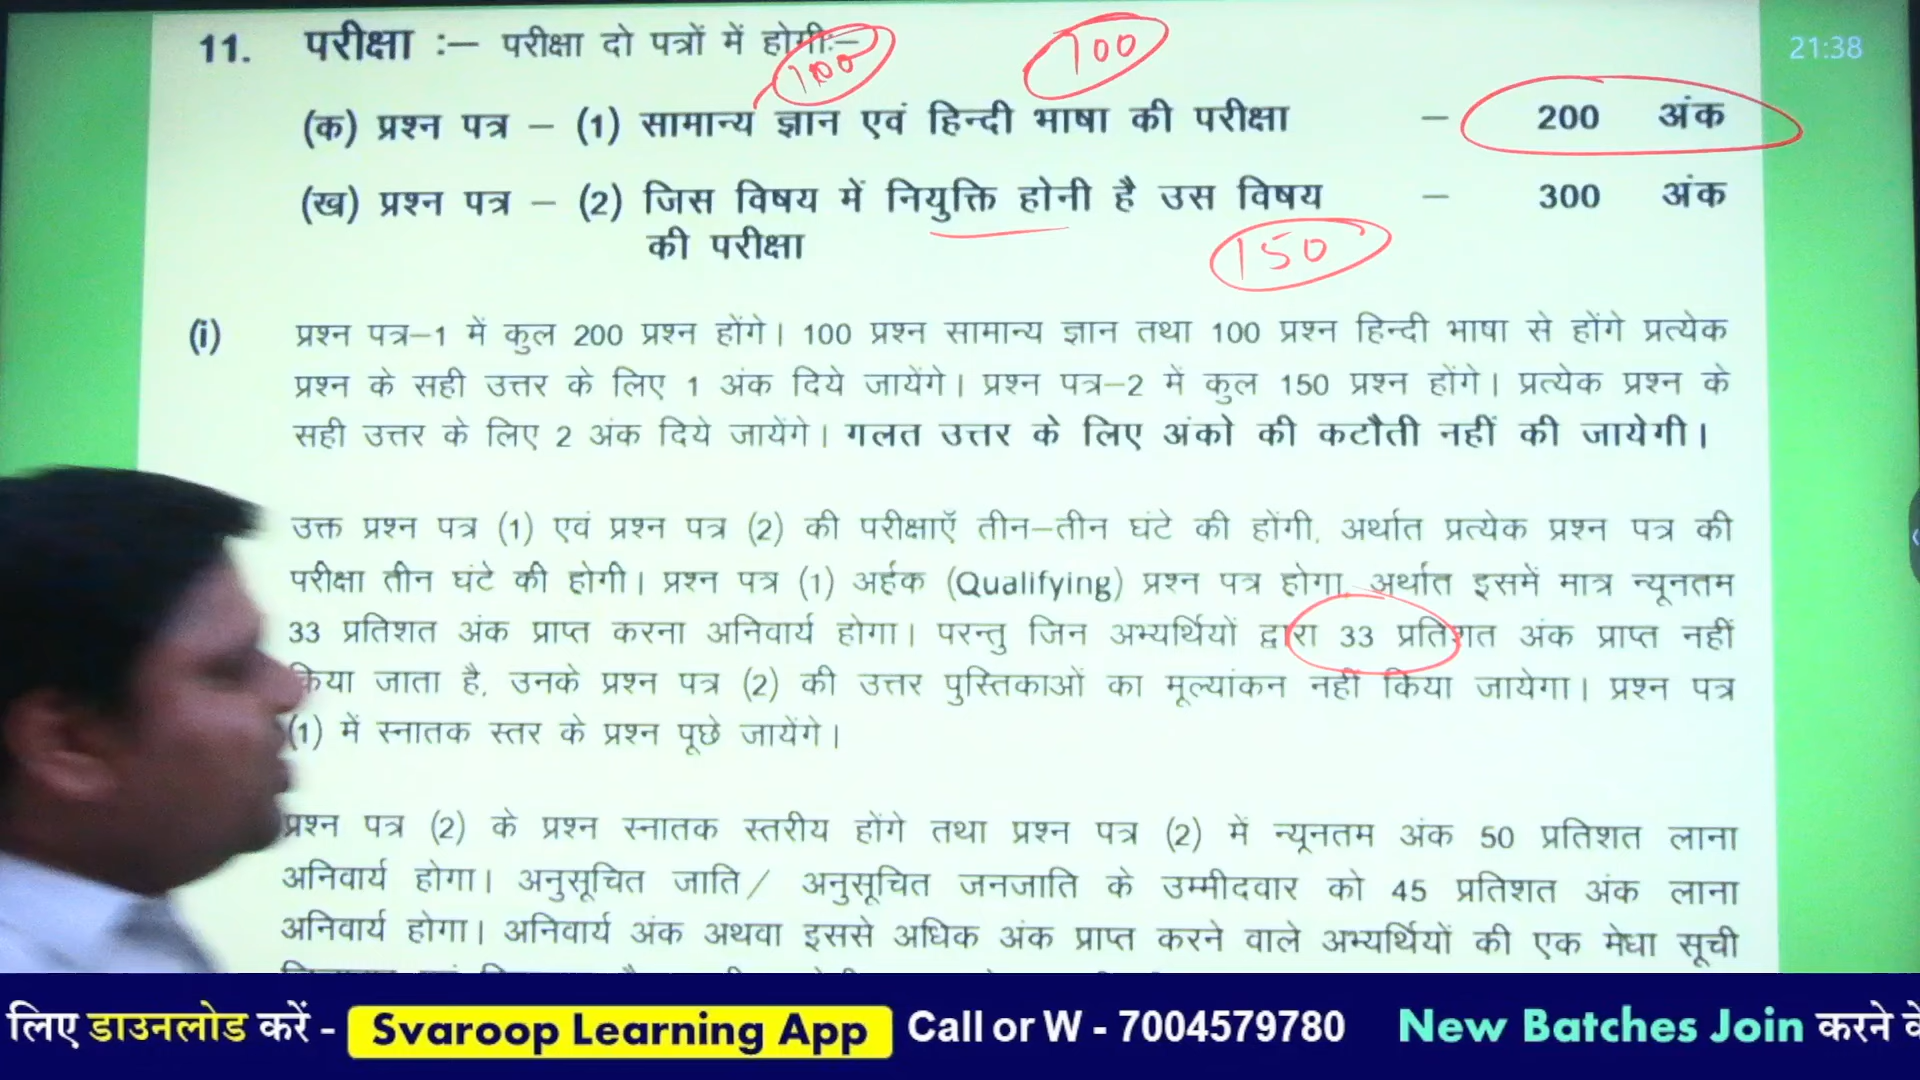 11. परीक्षा :— परीक्षा दो पत्रों में होगी:—
100
100
21:38
(क) प्रश्न पत्र – (1) सामान्य ज्ञान एवं हिन्दी भाषा की परीक्षा – 200 अंक
(ख) प्रश्न पत्र – (2) जिस विषय में नियुक्ति होनी है उस विषय – 300 अंक
की परीक्षा
150
(i) प्रश्न पत्र–1 में कुल 200 प्रश्न होंगे। 100 प्रश्न सामान्य ज्ञान तथा 100 प्रश्न हिन्दी भाषा से होंगे प्रत्येक
प्रश्न के सही उत्तर के लिए 1 अंक दिये जायेंगे। प्रश्न पत्र–2 में कुल 150 प्रश्न होंगे। प्रत्येक प्रश्न के
सही उत्तर के लिए 2 अंक दिये जायेंगे। गलत उत्तर के लिए अंको की कटौती नहीं की जायेगी।
उक्त प्रश्न पत्र (1) एवं प्रश्न पत्र (2) की परीक्षाएँ तीन–तीन घंटे की होंगी, अर्थात प्रत्येक प्रश्न पत्र की
परीक्षा तीन घंटे की होगी। प्रश्न पत्र (1) अर्हक (Qualifying) प्रश्न पत्र होगा, अर्थात इसमें मात्र न्यूनतम
33 प्रतिशत अंक प्राप्त करना अनिवार्य होगा। परन्तु जिन अभ्यर्थियों द्वारा 33 प्रतिशत अंक प्राप्त नहीं
किया जाता है, उनके प्रश्न पत्र (2) की उत्तर पुस्तिकाओं का मूल्यांकन नहीं किया जायेगा। प्रश्न पत्र
(1) में स्नातक स्तर के प्रश्न पूछे जायेंगे।
प्रश्न पत्र (2) के प्रश्न स्नातक स्तरीय होंगे तथा प्रश्न पत्र (2) में न्यूनतम अंक 50 प्रतिशत लाना
अनिवार्य होगा। अनुसूचित जाति/ अनुसूचित जनजाति के उम्मीदवार को 45 प्रतिशत अंक लाना
अनिवार्य होगा। अनिवार्य अंक अथवा इससे अधिक अंक प्राप्त करने वाले अभ्यर्थियों की एक मेधा सूची
लिए डाउनलोड करें - Svaroop Learning App Call or W - 7004579780 New Batches Join करने के